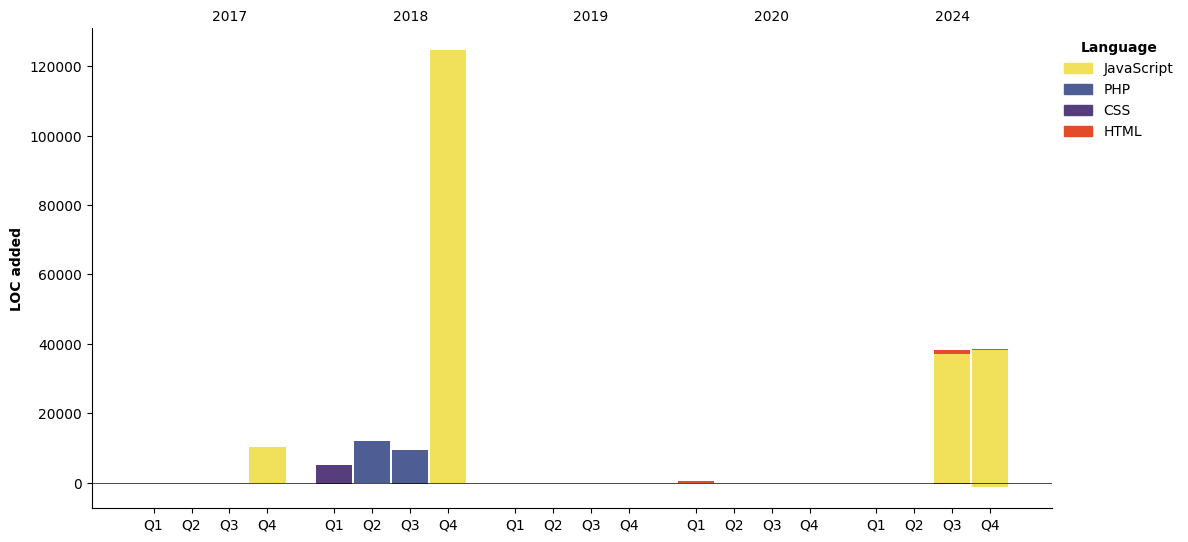 2017 2018 2019 2020 2024
Language
JavaScript
PHP
CSS
HTML
LOC added
120000
100000
80000
60000
40000
20000
0
Q1 Q2 Q3 Q4 Q1 Q2 Q3 Q4 Q1 Q2 Q3 Q4 Q1 Q2 Q3 Q4 Q1 Q2 Q3 Q4